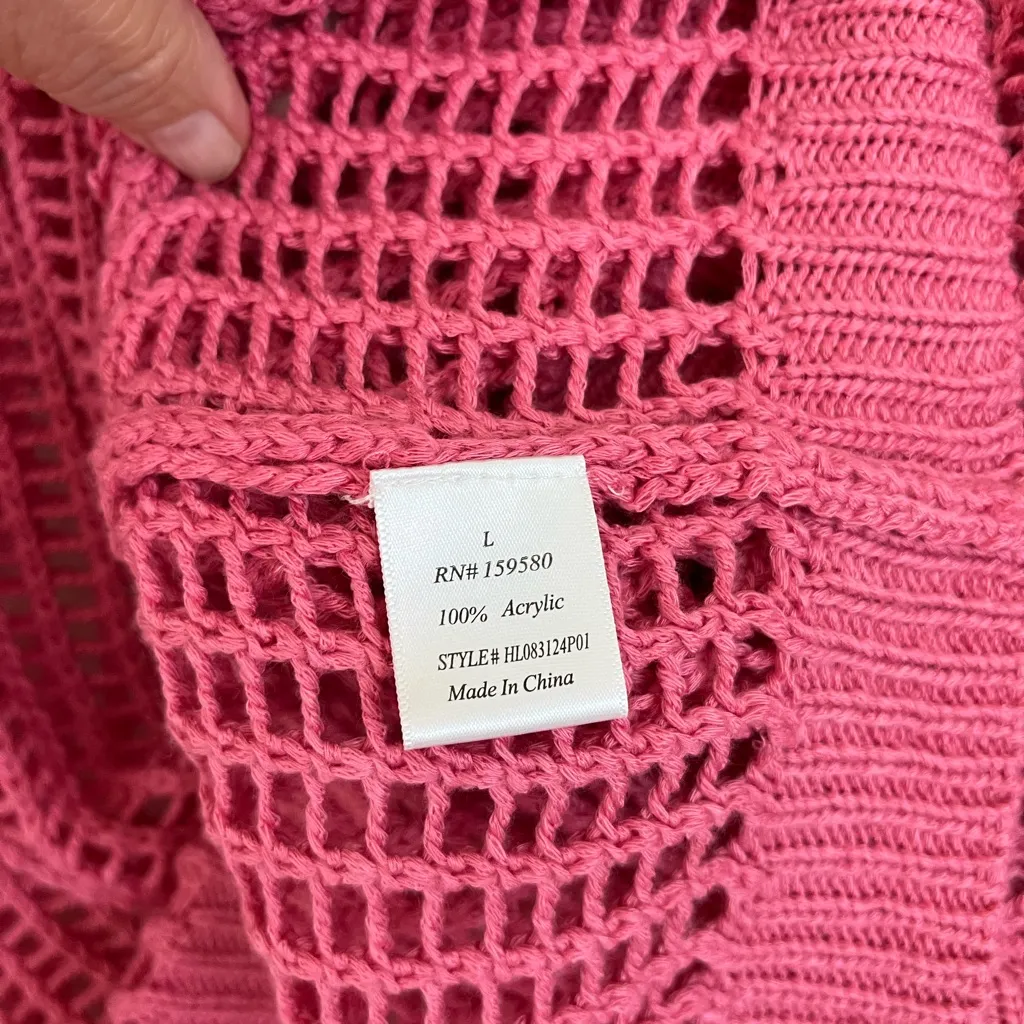 L
RN# 159580
100% Acrylic
STYLE# HL083124P01
Made In China